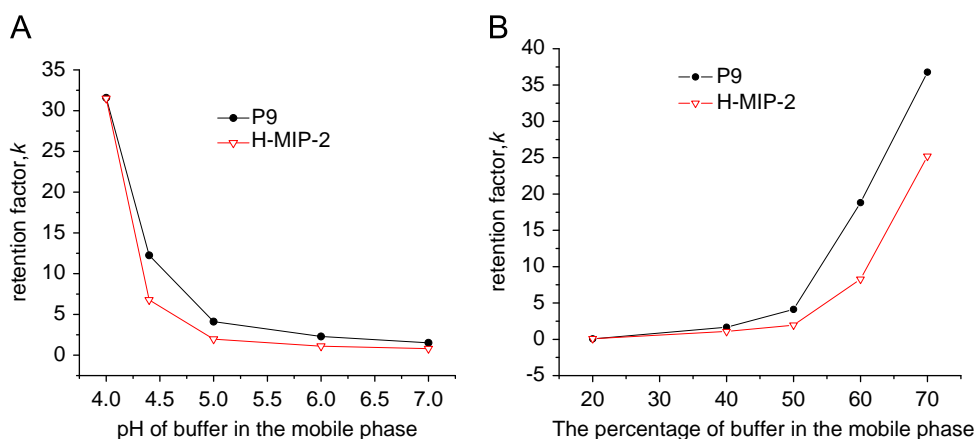 A
retention factor,k
35
30
25
20
15
10
5
0
P9
H-MIP-2
4.0 4.5 5.0 5.5 6.0 6.5 7.0
pH of buffer in the mobile phase
B
retention factor,k
40
35
30
25
20
15
10
5
0
-5
P9
H-MIP-2
20 30 40 50 60 70
The percentage of buffer in the mobile phase